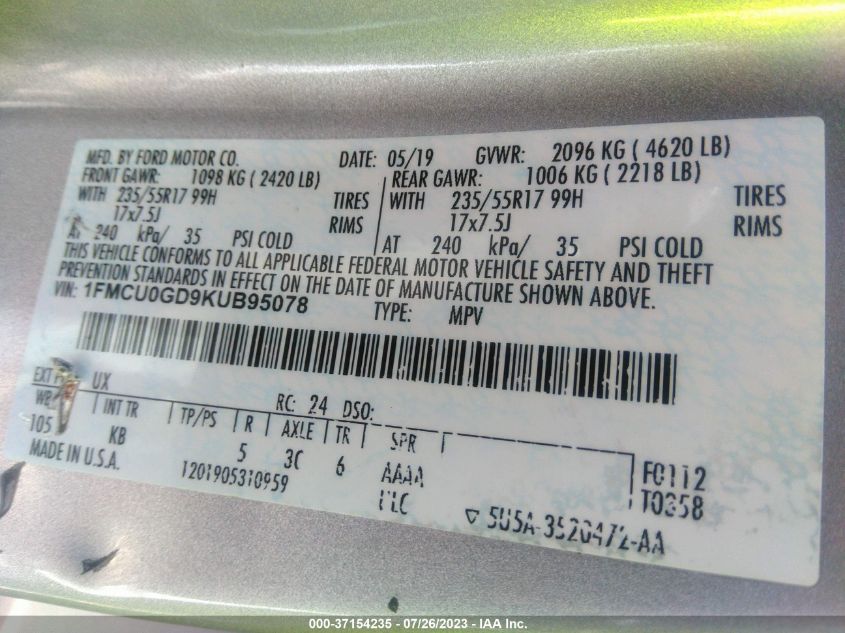 MFD. BY FORD MOTOR CO. DATE: 05/19 GVWR: 2096 KG ( 4620 LB)
FRONT GAWR: 1098 KG ( 2420 LB) REAR GAWR: 1006 KG ( 2218 LB)
WITH 235/55R17 99H TIRES WITH 235/55R17 99H TIRES
17x7.5J RIMS 17x7.5J RIMS
AT 240 kPa/ 35 PSI COLD AT 240 kPa/ 35 PSI COLD
THIS VEHICLE CONFORMS TO ALL APPLICABLE FEDERAL MOTOR VEHICLE SAFETY AND THEFT
PREVENTION STANDARDS IN EFFECT ON THE DATE OF MANUFACTURE SHOWN ABOVE.
VIN: 1FMCU0GD9KUB95078 TYPE: MPV
EXT UX RC: 24 DSO:
WB INT TR TP/PS R AXLE TR SPR
105 KB 5 3C 6 AAAA
MADE IN U.S.A. 1201905310959
F0112
T0358
5U5A-3520472-AA
000-37154235 - 07/26/2023 - IAA Inc.